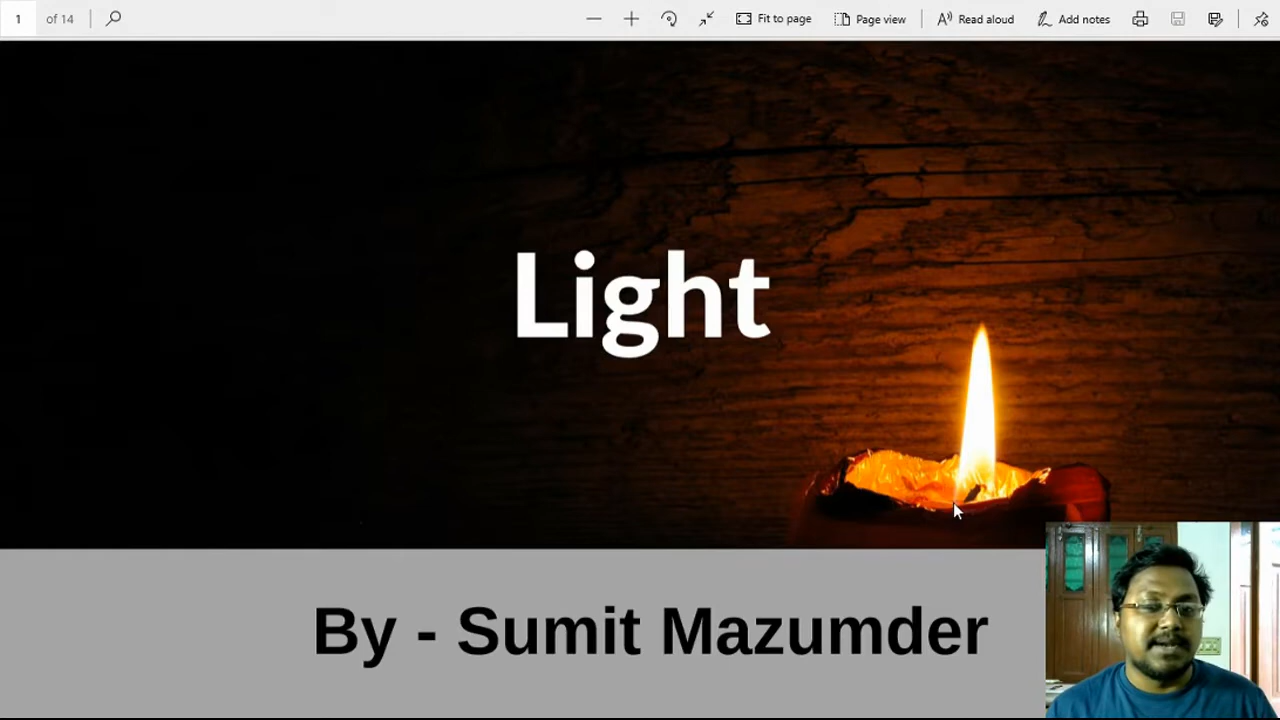 1 of 14 Fit to page Page view Read aloud Add notes
Light
By - Sumit Mazumder